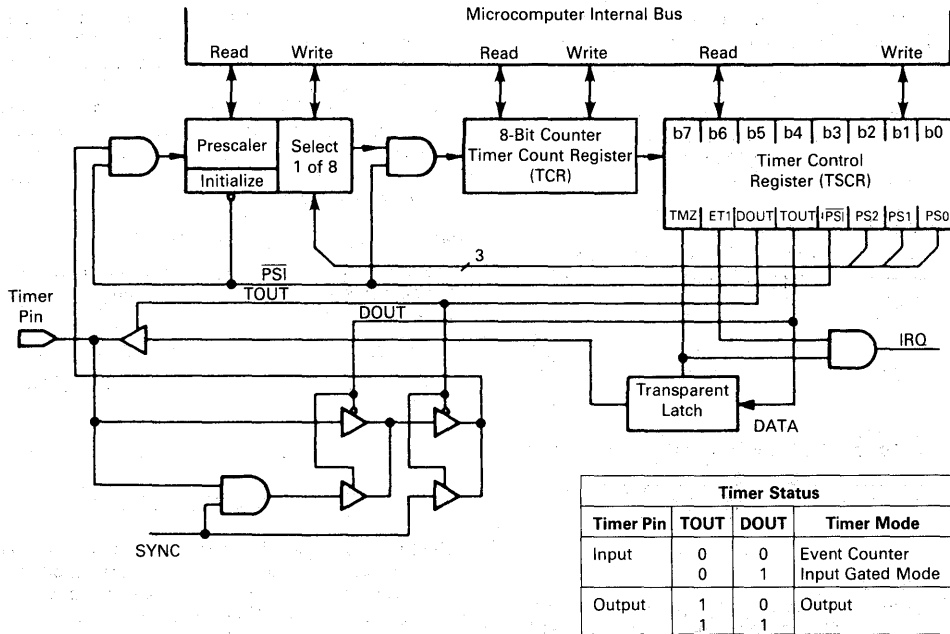 Microcomputer Internal Bus
Read Write Read Write Read Write
Prescaler
Initialize
Select
1 of 8
8-Bit Counter
Timer Count Register
(TCR)
b7 b6 b5 b4 b3 b2 b1 b0
Timer Control
Register (TSCR)
TMZ ET1 DOUT TOUT PSI PS2 PS1 PS0
3
PSI
TOUT
DOUT
Timer
Pin
IRQ
Transparent
Latch
DATA
SYNC
Timer Status
Timer Pin TOUT DOUT Timer Mode
Input 0 0 Event Counter
0 1 Input Gated Mode
Output 1 0 Output
1 1